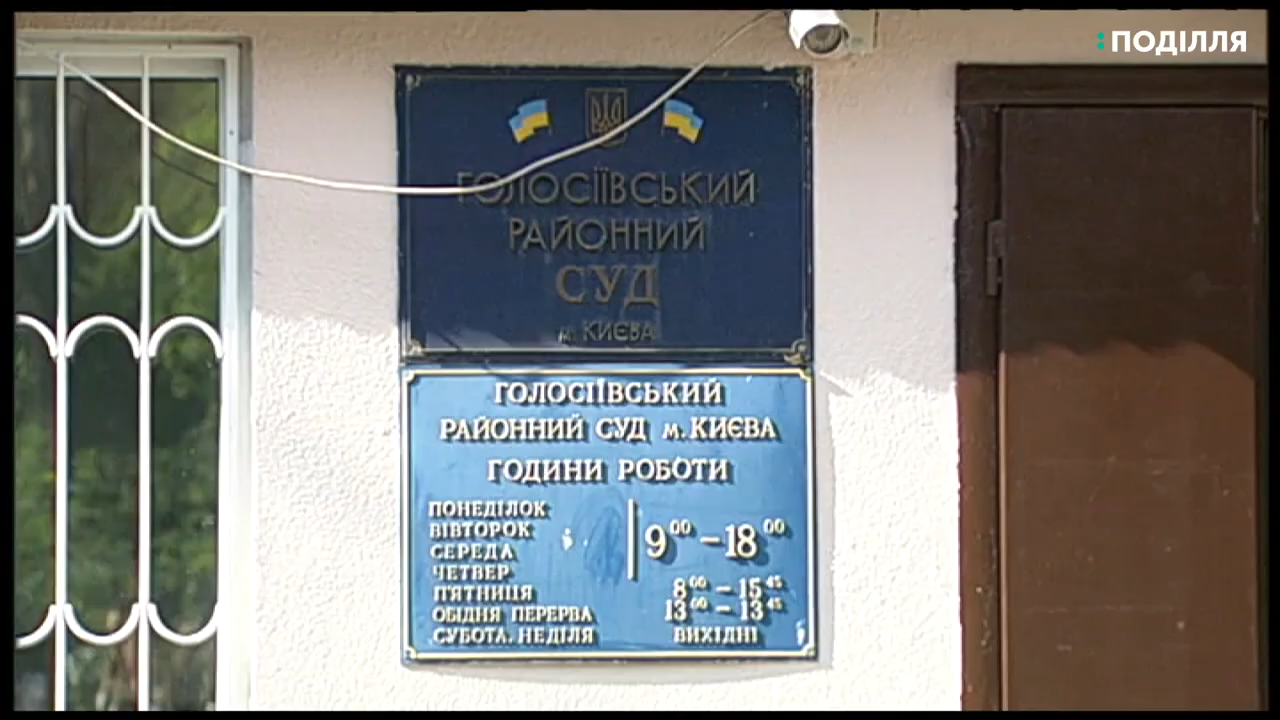 :ПОДІЛЛЯ
ГОЛОСІЇВСЬКИЙ
РАЙОННИЙ
СУД
м. КИЄВА
ГОЛОСІЇВСЬКИЙ
РАЙОННИЙ СУД м. КИЄВА
ГОДИНИ РОБОТИ
ПОНЕДІЛОК
ВІВТОРОК
СЕРЕДА
ЧЕТВЕР
9⁰⁰ – 18⁰⁰
П'ЯТНИЦЯ 8⁰⁰ – 15⁴⁵
ОБІДНЯ ПЕРЕРВА 13⁰⁰ – 13⁴⁵
СУБОТА. НЕДІЛЯ ВИХІДНІ